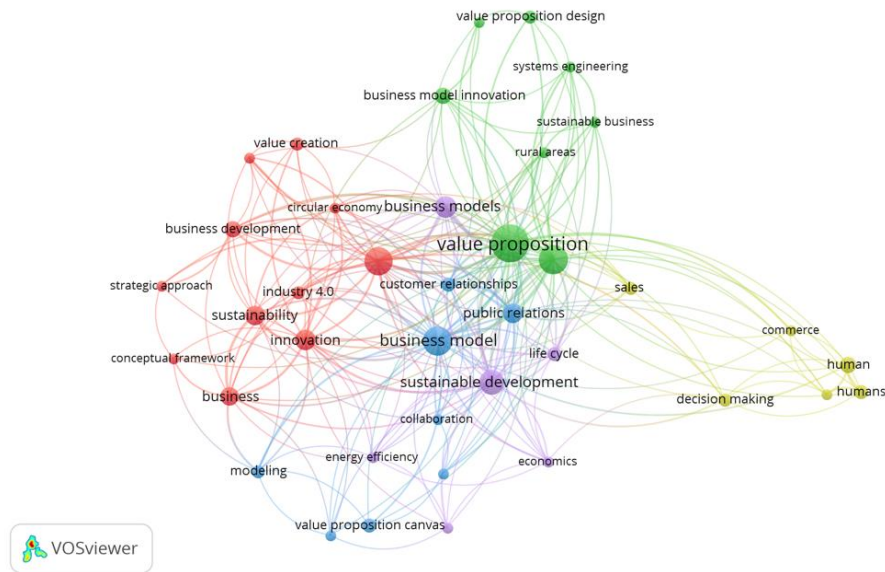 value proposition design
systems engineering
business model innovation
sustainable business
value creation
rural areas
circular economy
business models
business development
value proposition
strategic approach
industry 4.0
customer relationships
sales
sustainability
public relations
commerce
innovation
business model
life cycle
conceptual framework
human
sustainable development
business
decision making
humans
collaboration
energy efficiency
economics
modeling
value proposition canvas
VOSviewer